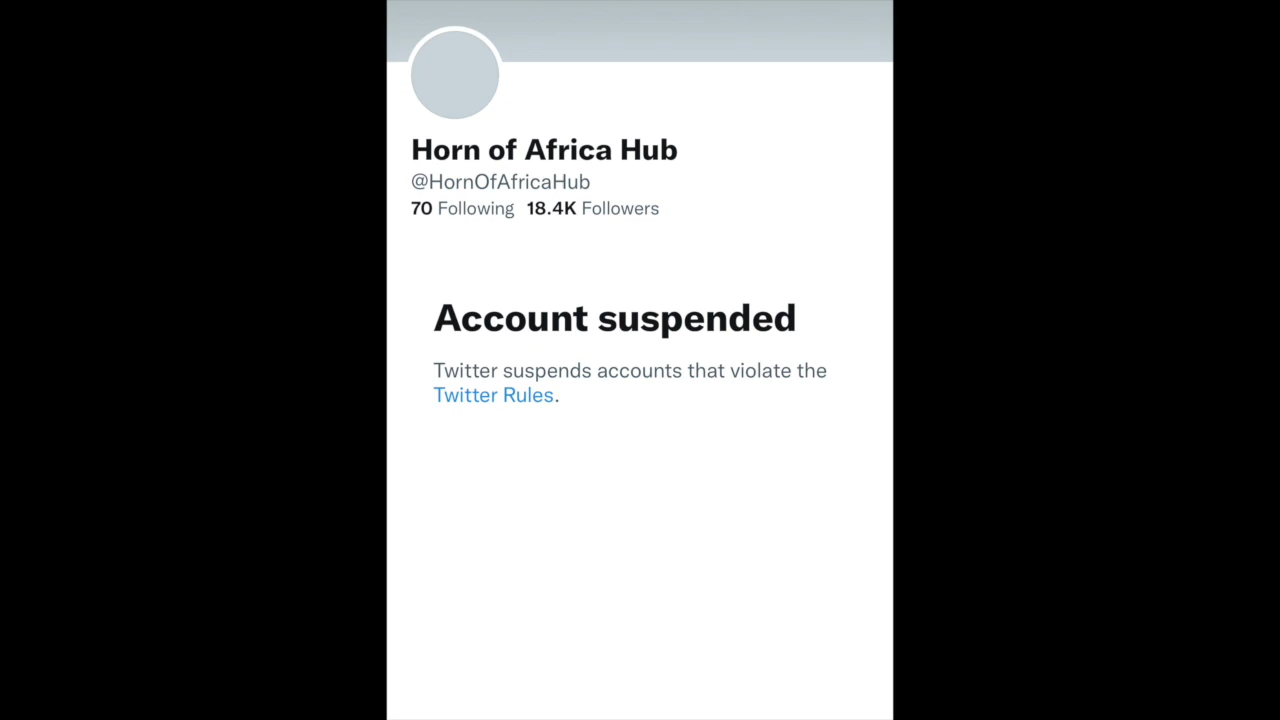 Horn of Africa Hub
@HornOfAfricaHub
70 Following 18.4K Followers
Account suspended
Twitter suspends accounts that violate the
Twitter Rules.